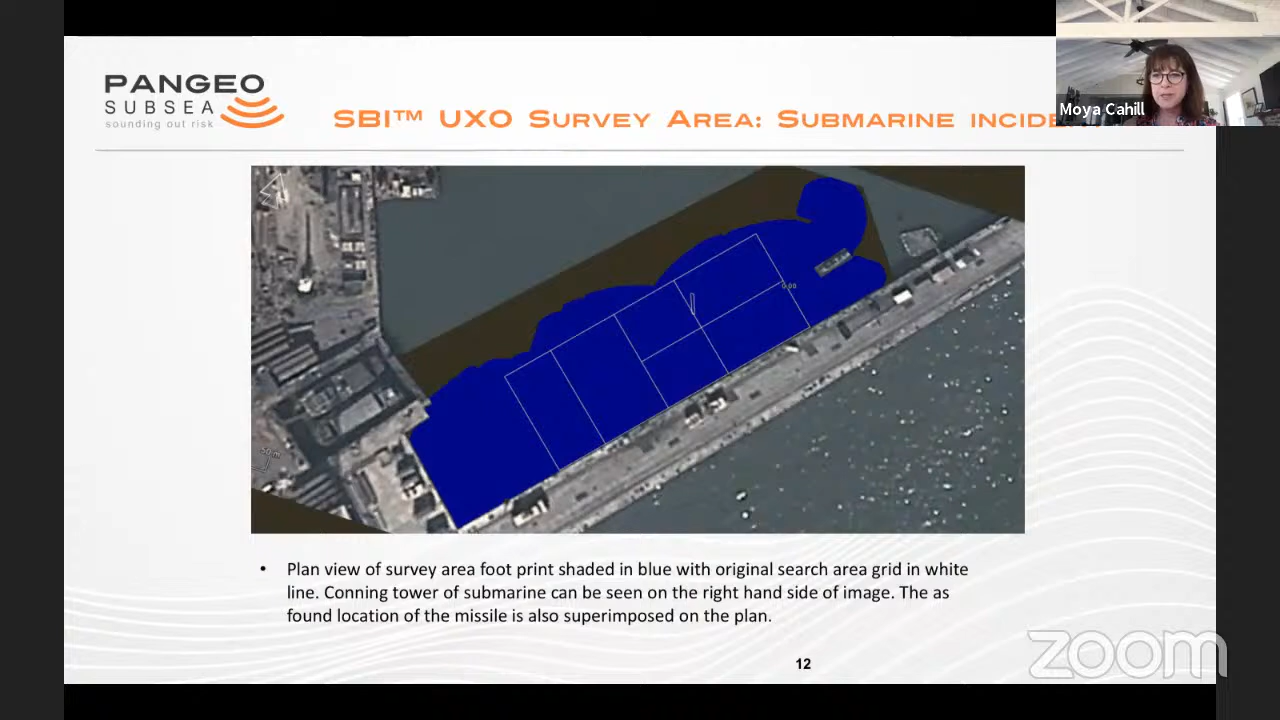 PANGEO
SUBSEA
sounding out risk
SBI™ UXO SURVEY AREA: SUBMARINE INCIDE
Moya Cahill
0.00
50 m
• Plan view of survey area foot print shaded in blue with original search area grid in white
line. Conning tower of submarine can be seen on the right hand side of image. The as
found location of the missile is also superimposed on the plan.
12
zoom